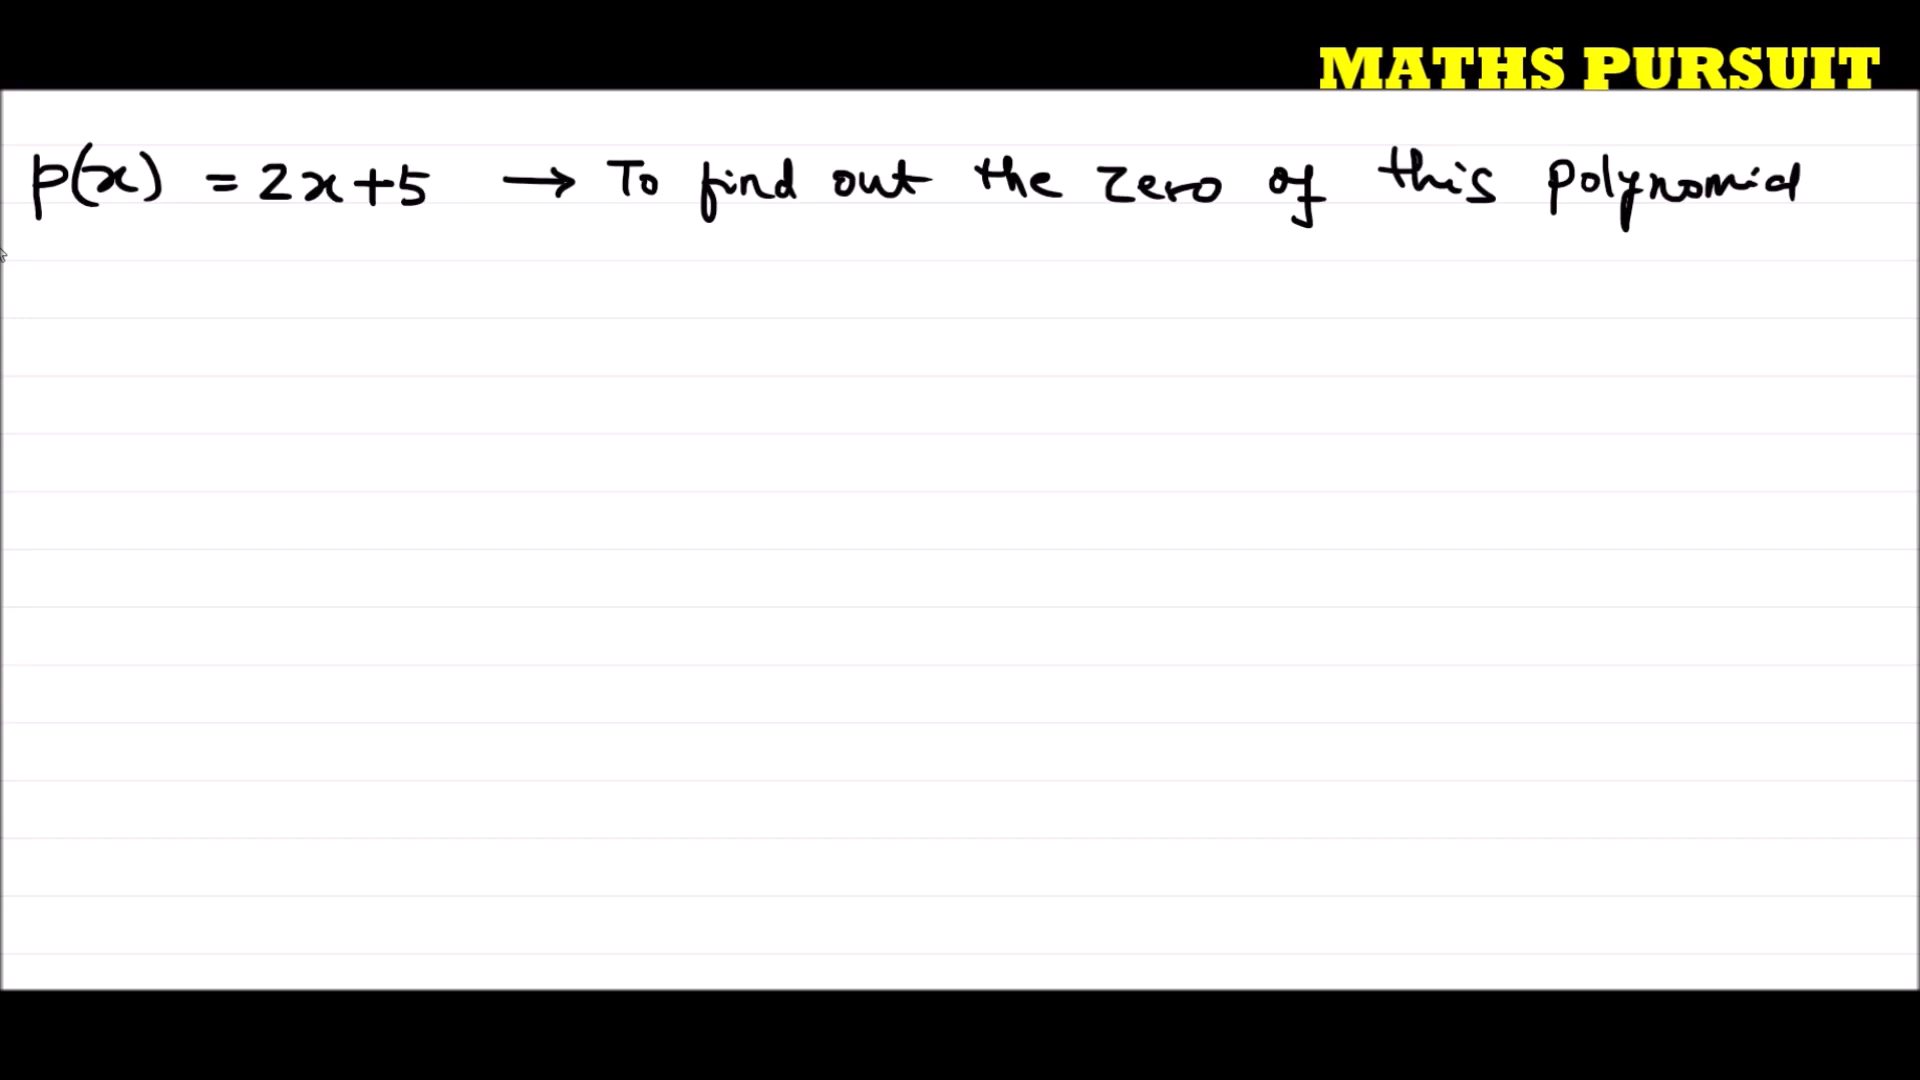 MATHS PURSUIT
p(x) = 2x+5 → To find out the zero of this polynomial